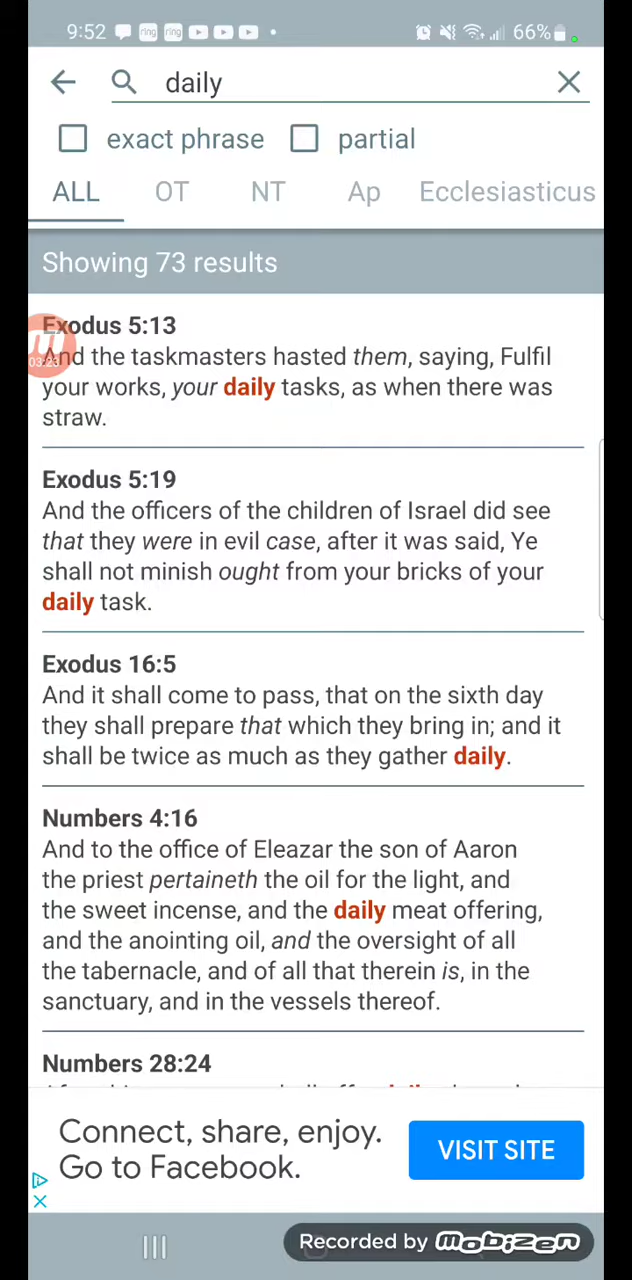 9:52 ring ring 66%
daily
exact phrase partial
ALL OT NT Ap Ecclesiasticus
Showing 73 results
Exodus 5:13
And the taskmasters hasted them, saying, Fulfil
your works, your daily tasks, as when there was
straw.
03:23
Exodus 5:19
And the officers of the children of Israel did see
that they were in evil case, after it was said, Ye
shall not minish ought from your bricks of your
daily task.
Exodus 16:5
And it shall come to pass, that on the sixth day
they shall prepare that which they bring in; and it
shall be twice as much as they gather daily.
Numbers 4:16
And to the office of Eleazar the son of Aaron
the priest pertaineth the oil for the light, and
the sweet incense, and the daily meat offering,
and the anointing oil, and the oversight of all
the tabernacle, and of all that therein is, in the
sanctuary, and in the vessels thereof.
Numbers 28:24
Connect, share, enjoy.
Go to Facebook.
VISIT SITE
Recorded by mobizen